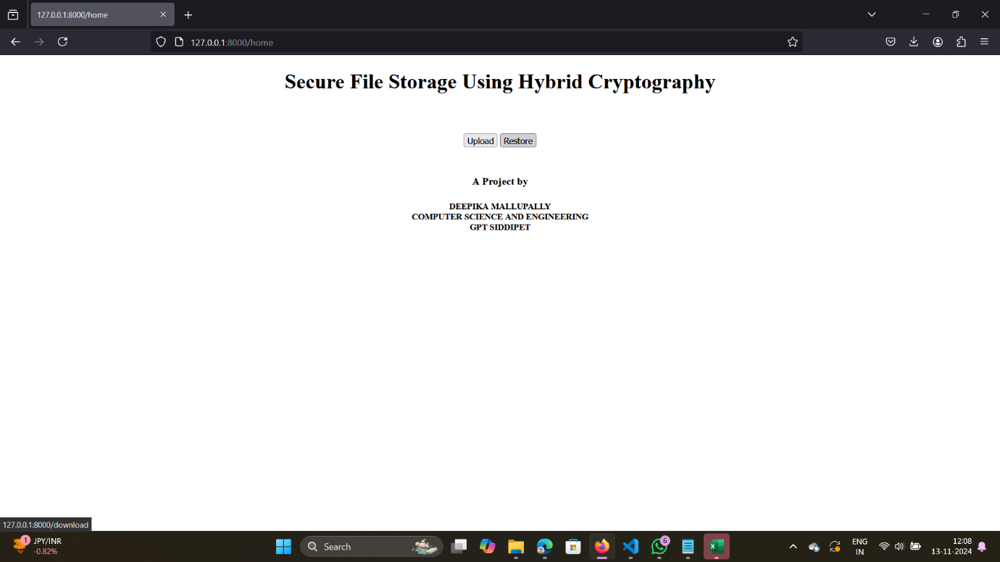 127.0.0.1:8000/home
127.0.0.1:8000/home
Secure File Storage Using Hybrid Cryptography
Upload Restore
A Project by
DEEPIKA MALLUPALLY
COMPUTER SCIENCE AND ENGINEERING
GPT SIDDIPET
127.0.0.1:8000/download
1 JPY/INR
-0.82%
Search
6
ENG
IN
12:08
13-11-2024